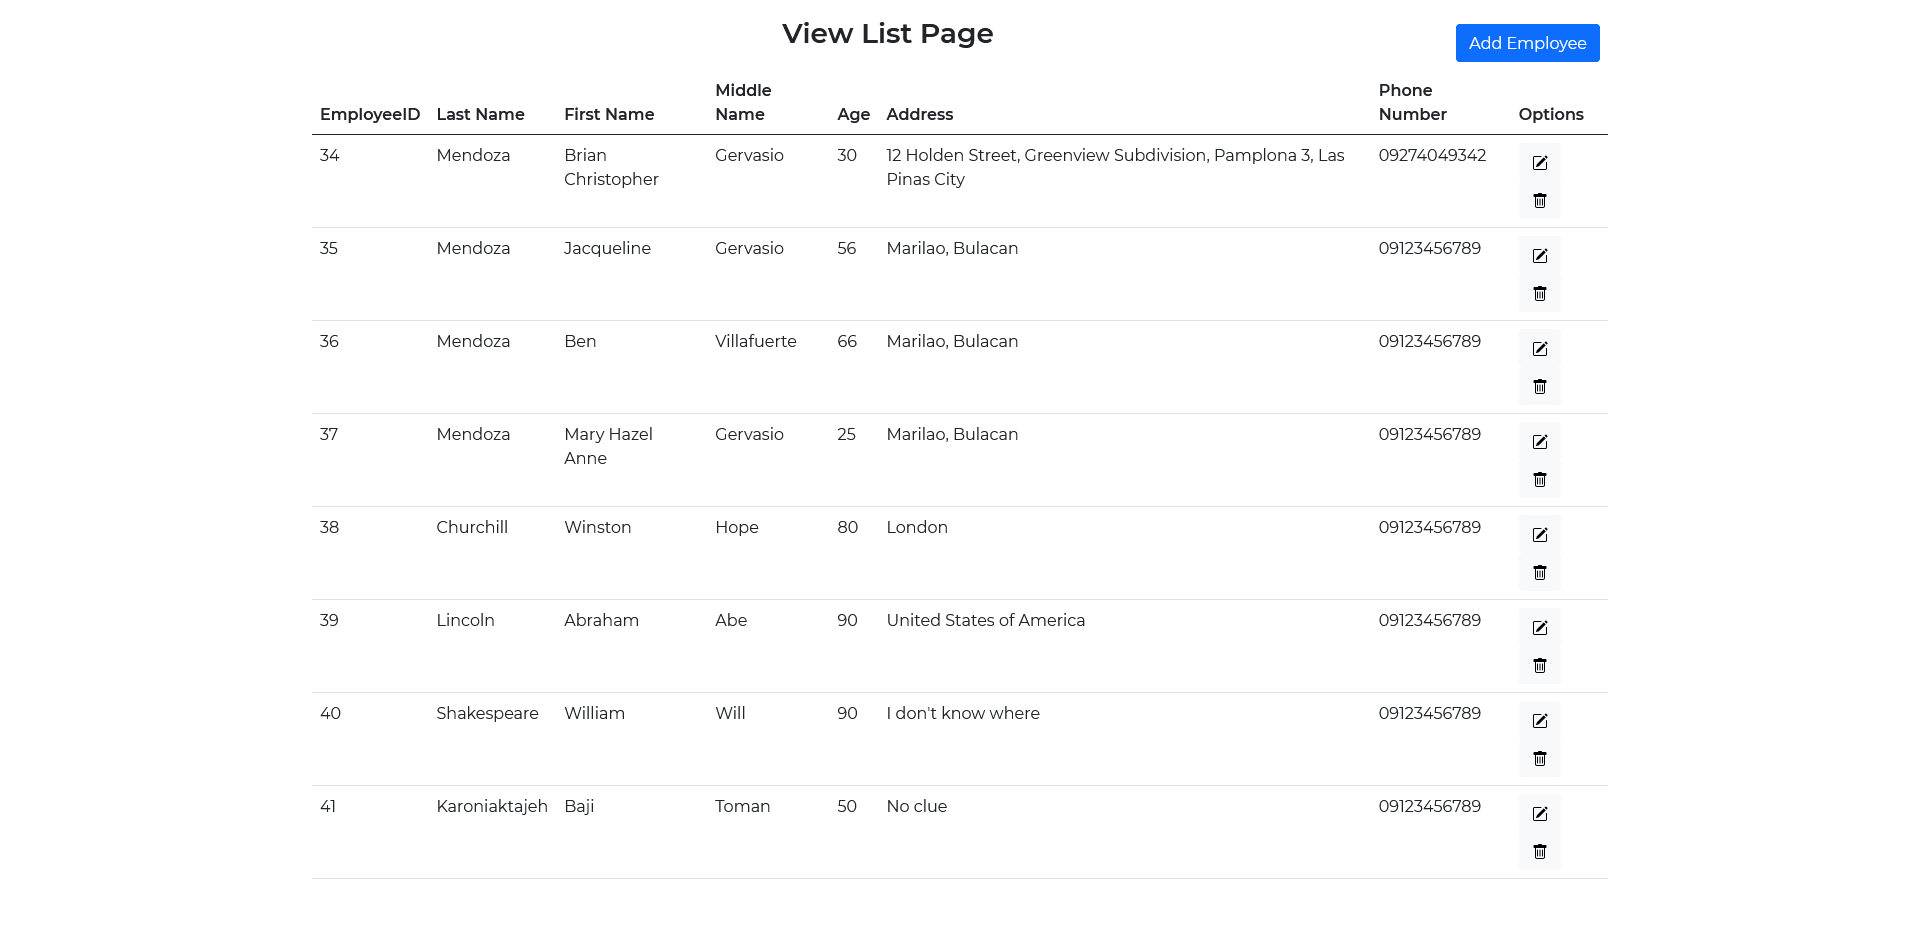 View List Page
Add Employee
EmployeeID Last Name First Name Middle Name Age Address Phone Number Options
34 Mendoza Brian Christopher Gervasio 30 12 Holden Street, Greenview Subdivision, Pamplona 3, Las Pinas City 09274049342
35 Mendoza Jacqueline Gervasio 56 Marilao, Bulacan 09123456789
36 Mendoza Ben Villafuerte 66 Marilao, Bulacan 09123456789
37 Mendoza Mary Hazel Anne Gervasio 25 Marilao, Bulacan 09123456789
38 Churchill Winston Hope 80 London 09123456789
39 Lincoln Abraham Abe 90 United States of America 09123456789
40 Shakespeare William Will 90 I don't know where 09123456789
41 Karoniaktajeh Baji Toman 50 No clue 09123456789